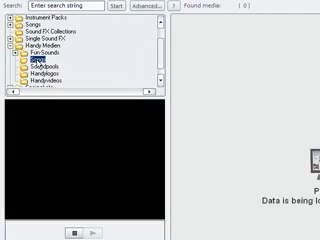 Search: Enter search string Start Advanced... ? Found media: ( 0 )
Instrument Packs
Songs
Sound FX Collections
Single Sound FX
Handy Medien
Fun-Sounds
Songs
Soundpools
Handylogos
Handyvideos
P
Data is being lo